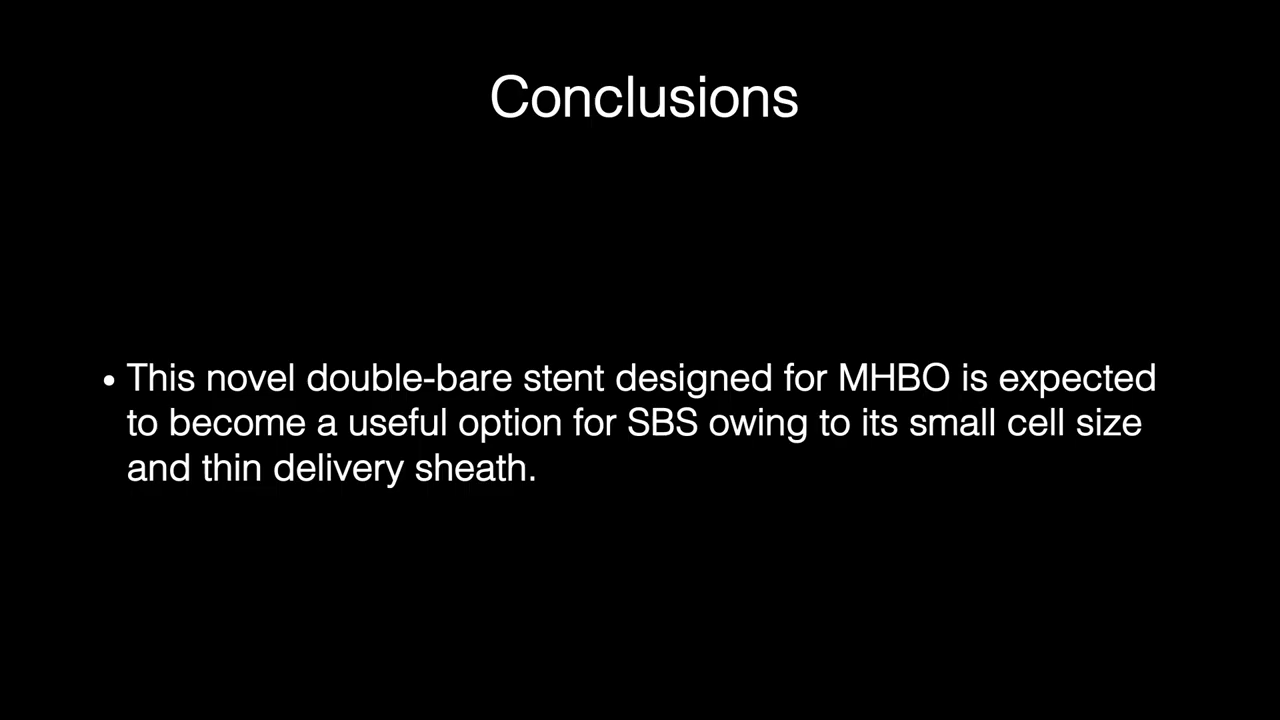 Conclusions
• This novel double-bare stent designed for MHBO is expected
to become a useful option for SBS owing to its small cell size
and thin delivery sheath.